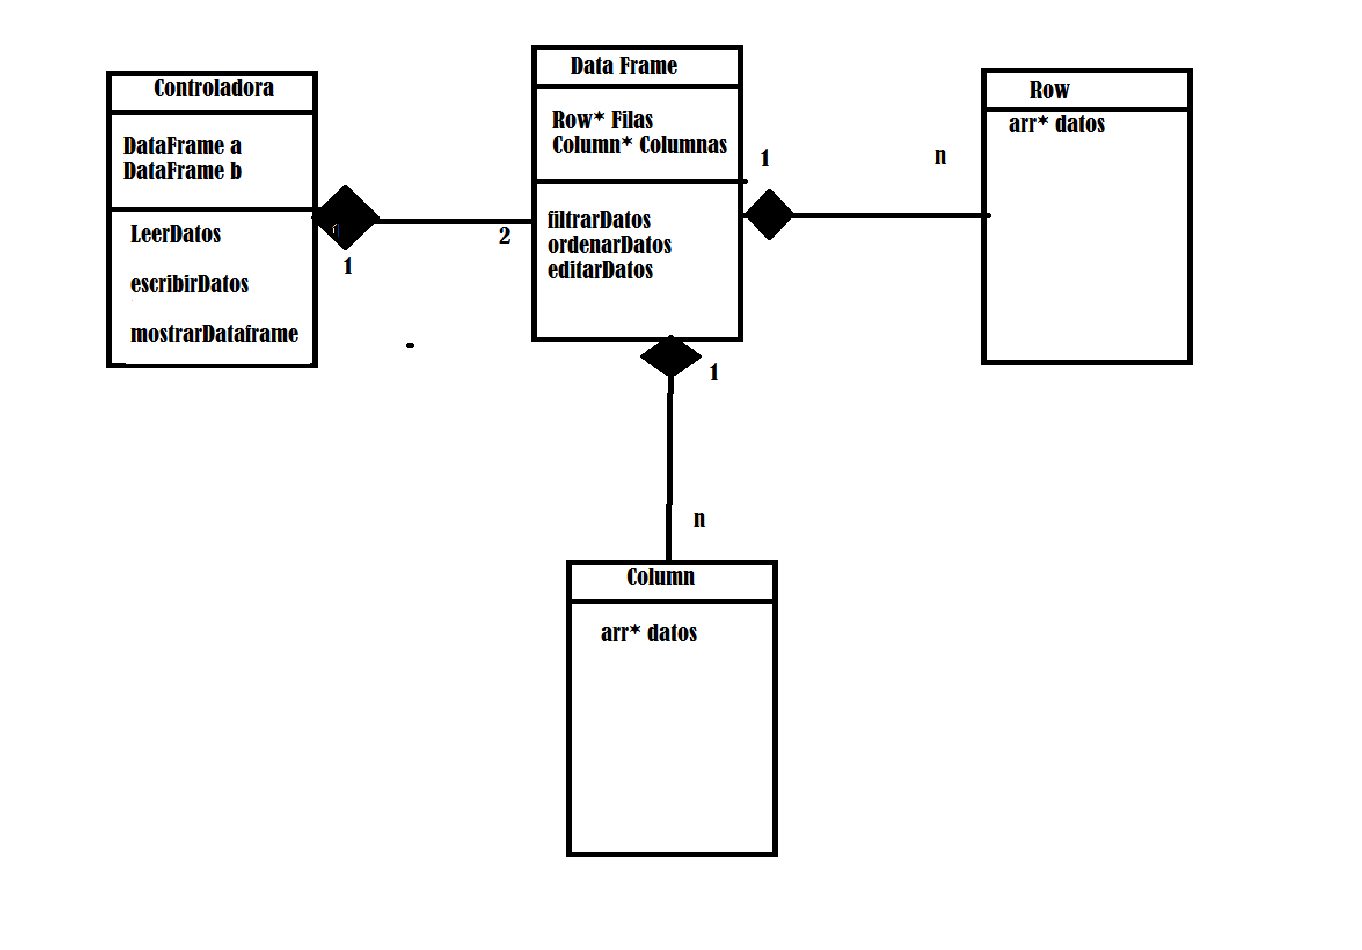 Controladora
DataFrame a
DataFrame b
LeerDatos
escribirDatos
mostrarDataframe
1
2
Data Frame
Row* Filas
Column* Columnas
filtrarDatos
ordenarDatos
editarDatos
1
n
Row
arr* datos
1
n
Column
arr* datos